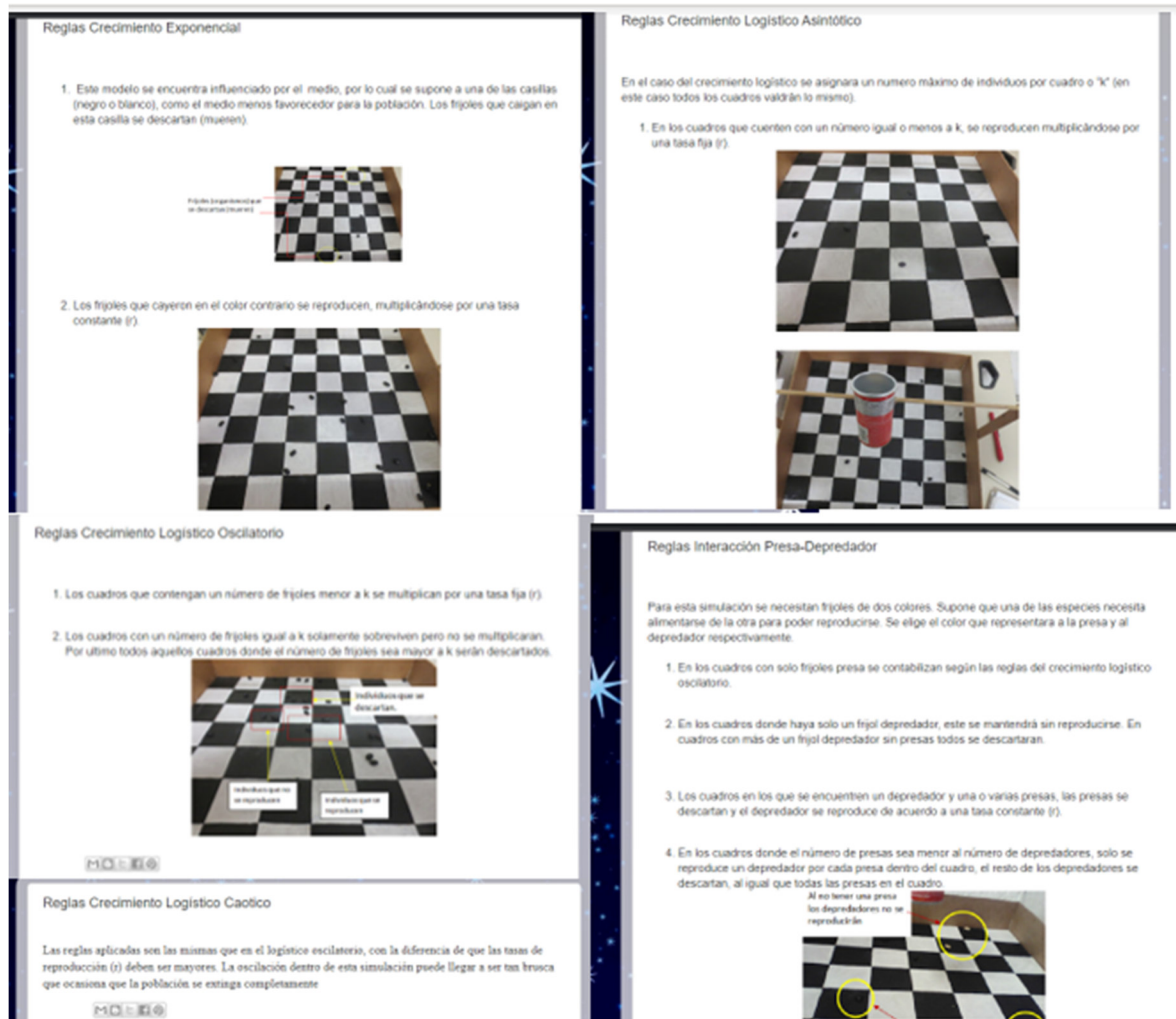 Reglas Crecimiento Exponencial
1. Este modelo se encuentra influenciado por el medio, por lo cual se supone a una de las casillas
(negro o blanco), como el medio menos favorecedor para la población. Los frijoles que caigan en
esta casilla se descartan (mueren).
Frijoles (organismos) que
se descartan (mueren)
2. Los frijoles que cayeron en el color contrario se reproducen, multiplicándose por una tasa
constante (r).
Reglas Crecimiento Logístico Asintótico
En el caso del crecimiento logístico se asignara un numero máximo de individuos por cuadro o "k" (en
este caso todos los cuadros valdrán lo mismo).
1. En los cuadros que cuenten con un número igual o menos a k, se reproducen multiplicándose por
una tasa fija (r).
Reglas Crecimiento Logístico Oscilatorio
1. Los cuadros que contengan un número de frijoles menor a k se multiplican por una tasa fija (r).
2. Los cuadros con un número de frijoles igual a k solamente sobreviven pero no se multiplicaran.
Por ultimo todos aquellos cuadros donde el número de frijoles sea mayor a k serán descartados.
Individuos que se
descartan.
Individuos que no
se reproducen
Individuos que se
reproducen
Reglas Crecimiento Logístico Caotico
Las reglas aplicadas son las mismas que en el logístico oscilatorio, con la diferencia de que las tasas de
reproducción (r) deben ser mayores. La oscilación dentro de esta simulación puede llegar a ser tan brusca
que ocasiona que la población se extinga completamente
Reglas Interacción Presa-Depredador
Para esta simulación se necesitan frijoles de dos colores. Supone que una de las especies necesita
alimentarse de la otra para poder reproducirse. Se elige el color que representara a la presa y al
depredador respectivamente.
1. En los cuadros con solo frijoles presa se contabilizan según las reglas del crecimiento logístico
oscilatorio.
2. En los cuadros donde haya solo un frijol depredador, este se mantendrá sin reproducirse. En
cuadros con más de un frijol depredador sin presas todos se descartaran.
3. Los cuadros en los que se encuentren un depredador y una o varias presas, las presas se
descartan y el depredador se reproduce de acuerdo a una tasa constante (r).
4. En los cuadros donde el número de presas sea menor al número de depredadores, solo se
reproduce un depredador por cada presa dentro del cuadro, el resto de los depredadores se
descartan, al igual que todas las presas en el cuadro.
Al no tener una presa
los depredadores no se
reproducirán